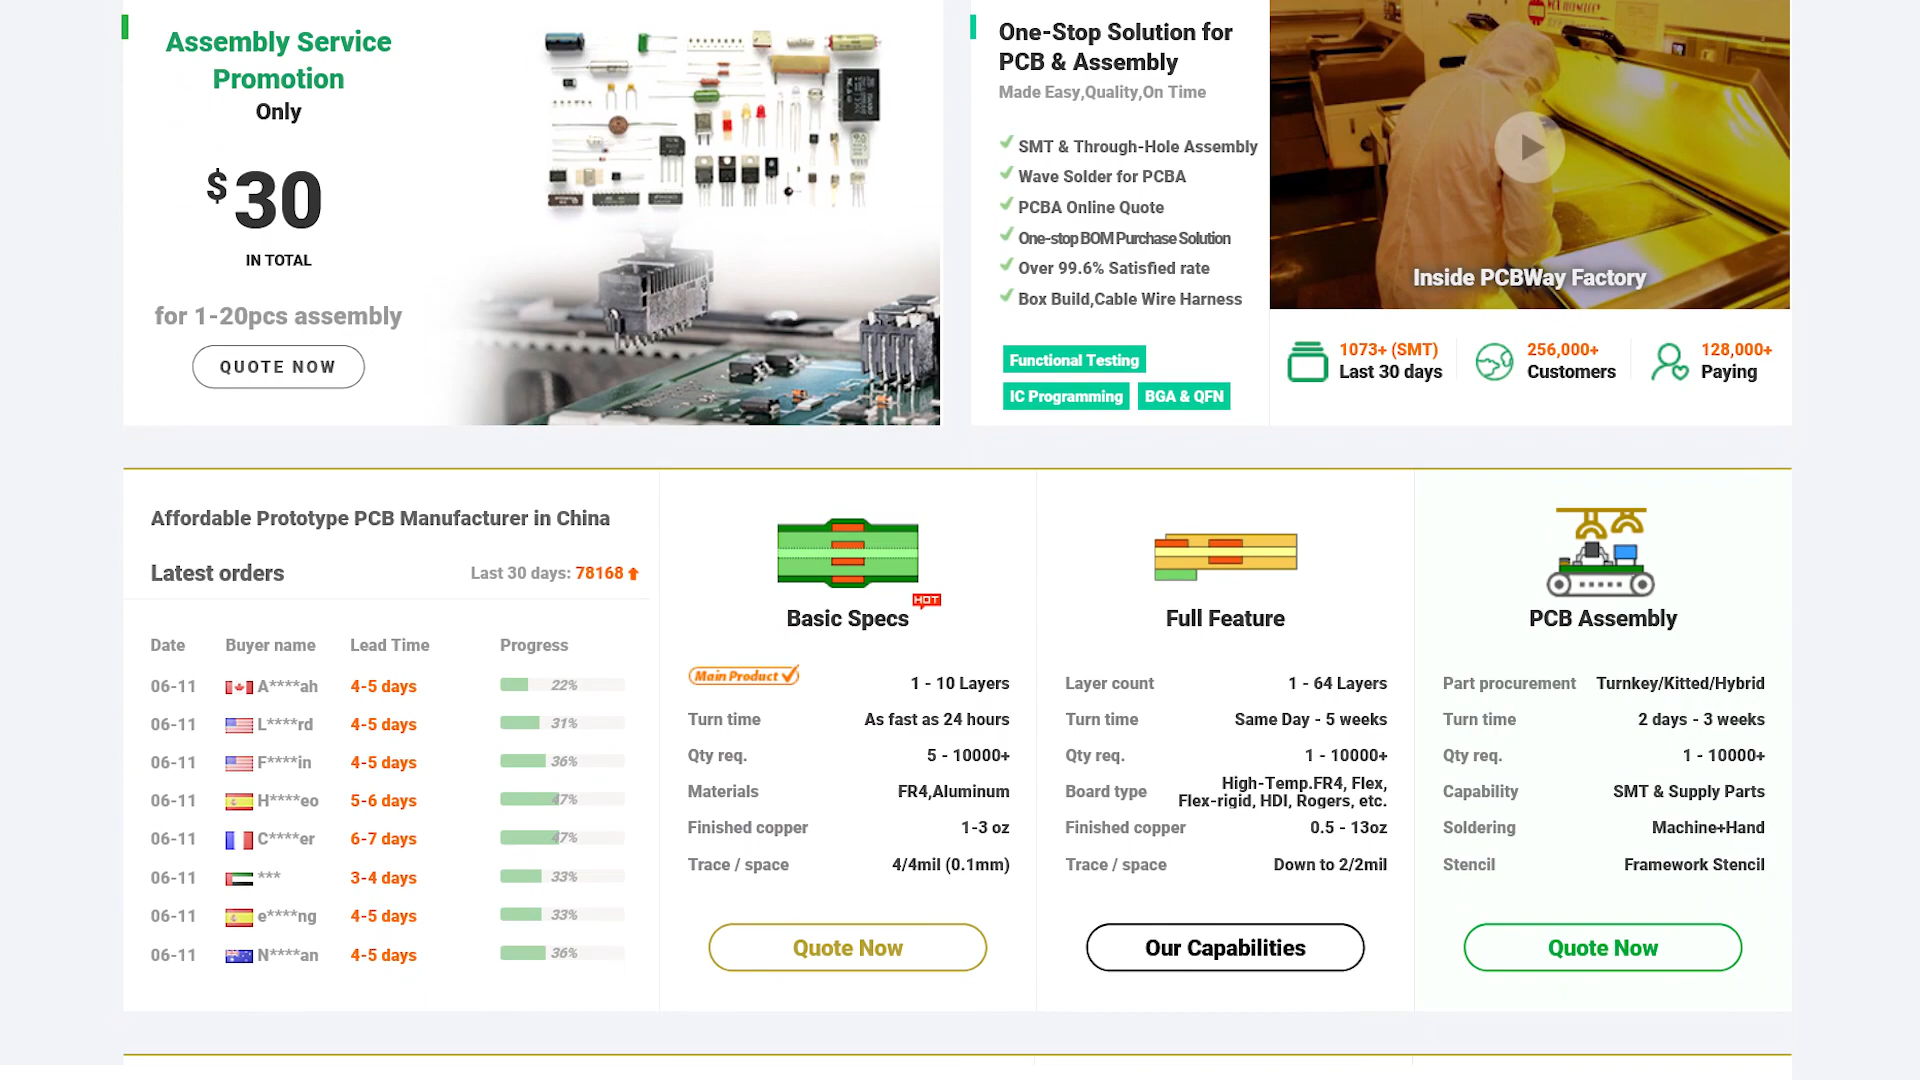 Assembly Service
Promotion
Only
$30
IN TOTAL
for 1-20pcs assembly
QUOTE NOW
One-Stop Solution for
PCB & Assembly
Made Easy,Quality,On Time
SMT & Through-Hole Assembly
Wave Solder for PCBA
PCBA Online Quote
One-stop BOM Purchase Solution
Over 99.6% Satisfied rate
Box Build,Cable Wire Harness
Functional Testing
IC Programming
BGA & QFN
Inside PCBWay Factory
1073+ (SMT)
Last 30 days
256,000+
Customers
128,000+
Paying
Affordable Prototype PCB Manufacturer in China
Latest orders
Last 30 days: 78168
Date Buyer name Lead Time Progress
06-11 A****ah 4-5 days 22%
06-11 L****rd 4-5 days 31%
06-11 F****in 4-5 days 36%
06-11 H****eo 5-6 days 47%
06-11 C****er 6-7 days 47%
06-11 *** 3-4 days 33%
06-11 e****ng 4-5 days 33%
06-11 N****an 4-5 days 36%
HOT
Basic Specs
Main Product 1 - 10 Layers
Turn time As fast as 24 hours
Qty req. 5 - 10000+
Materials FR4,Aluminum
Finished copper 1-3 oz
Trace / space 4/4mil (0.1mm)
Quote Now
Full Feature
Layer count 1 - 64 Layers
Turn time Same Day - 5 weeks
Qty req. 1 - 10000+
Board type High-Temp.FR4, Flex,
Flex-rigid, HDI, Rogers, etc.
Finished copper 0.5 - 13oz
Trace / space Down to 2/2mil
Our Capabilities
PCB Assembly
Part procurement Turnkey/Kitted/Hybrid
Turn time 2 days - 3 weeks
Qty req. 1 - 10000+
Capability SMT & Supply Parts
Soldering Machine+Hand
Stencil Framework Stencil
Quote Now